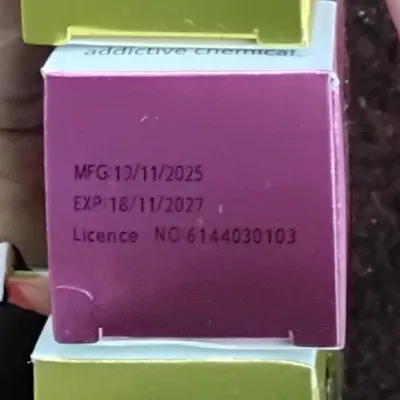 addictive chemical.
MFG:19/11/2025
EXP:18/11/2027
Licence NO:6144030103